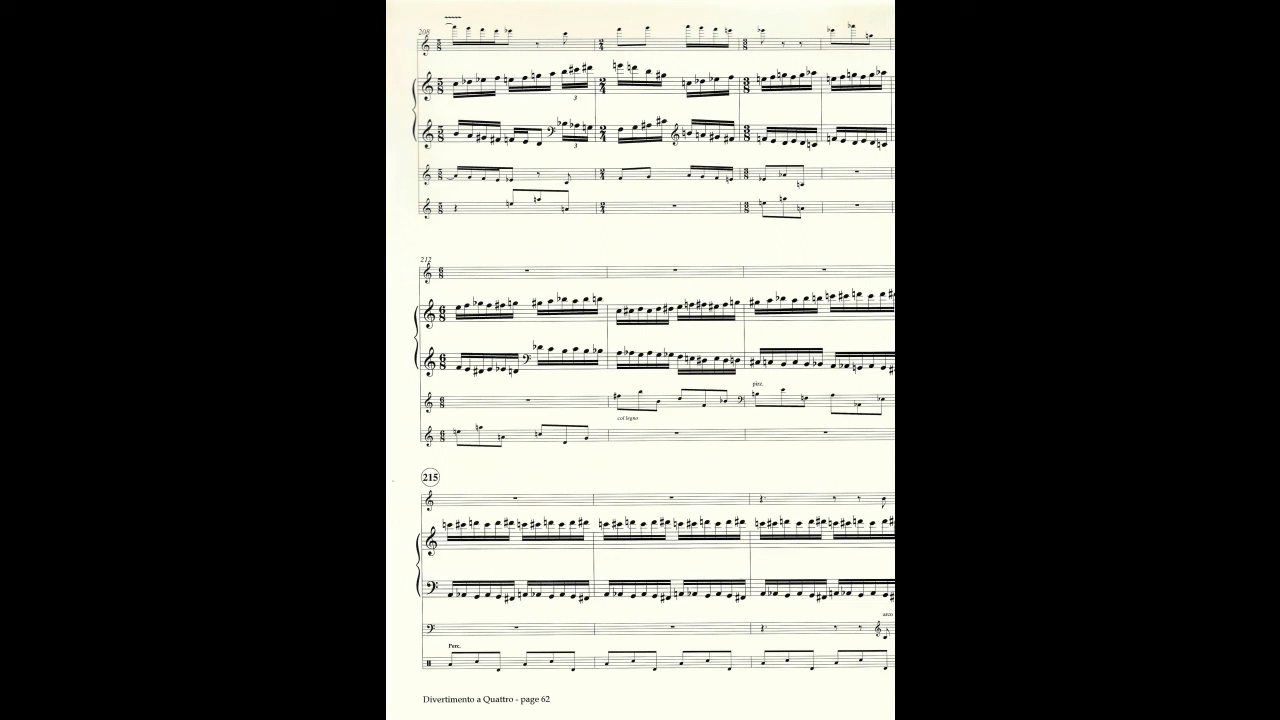 208
3
3
212
pizz.
col legno
215
arco
Perc.
Divertimento a Quattro - page 62